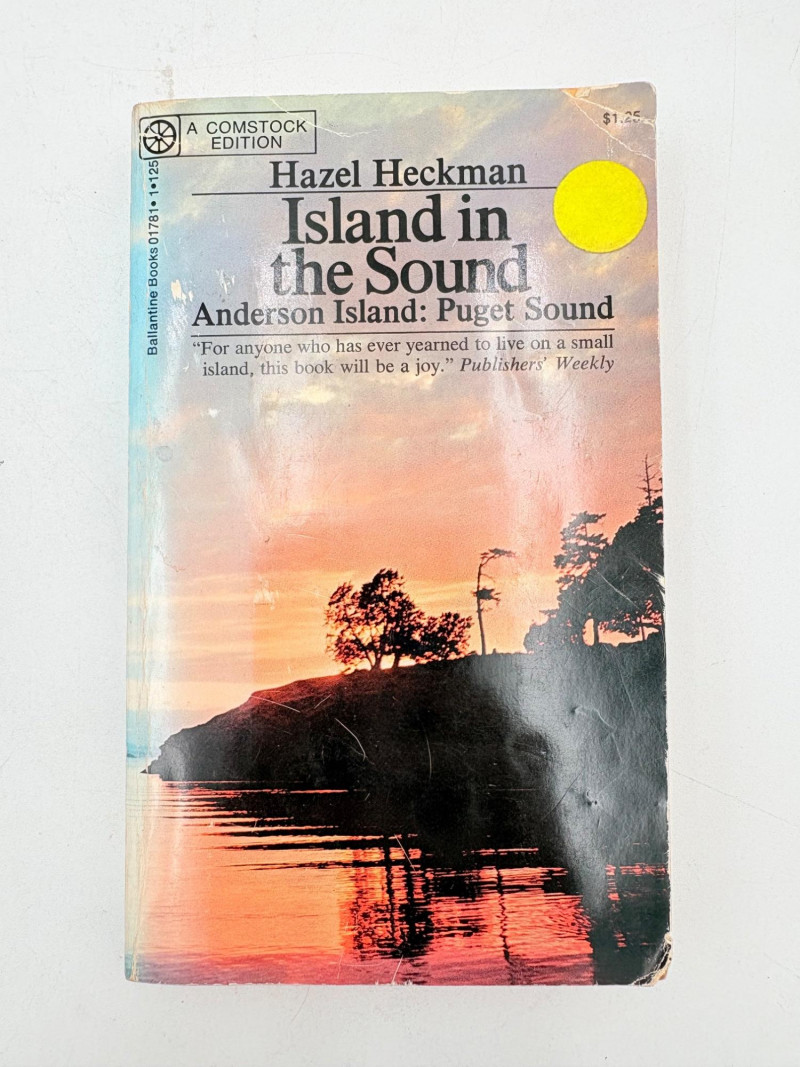 A COMSTOCK
EDITION
$1.25
Ballantine Books 01781 • 1 • 125
Hazel Heckman
Island in
the Sound
Anderson Island: Puget Sound
“For anyone who has ever yearned to live on a small
island, this book will be a joy.” Publishers’ Weekly